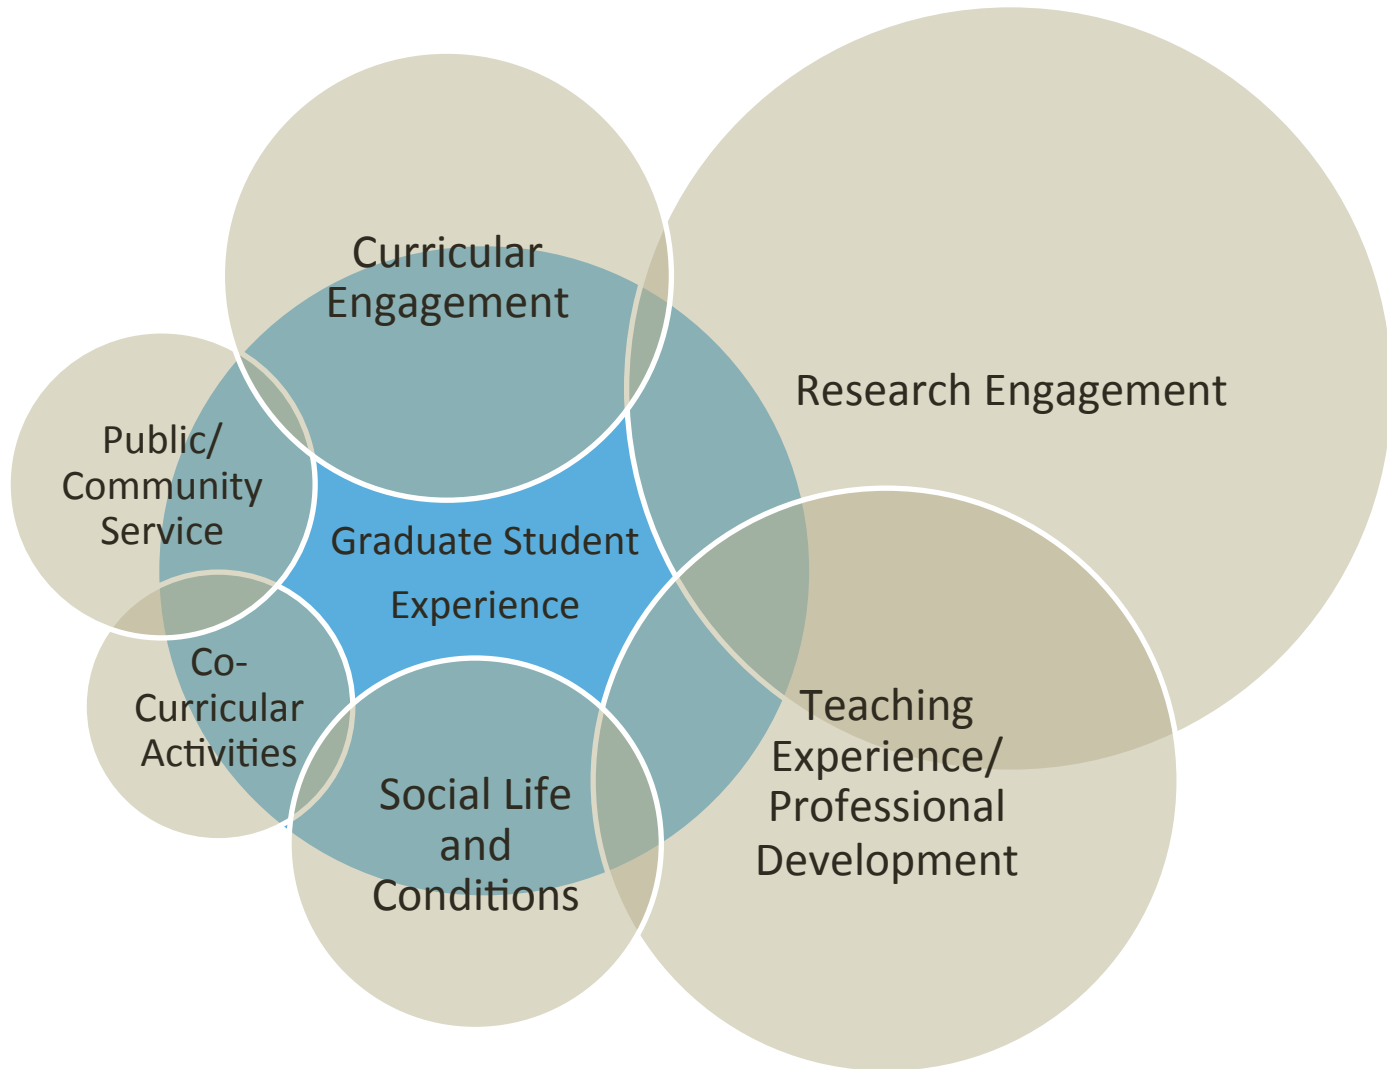 Curricular
Engagement
Research Engagement
Public/
Community
Service
Graduate Student
Experience
Co-
Curricular
Activities
Teaching
Experience/
Professional
Development
Social Life
and
Conditions